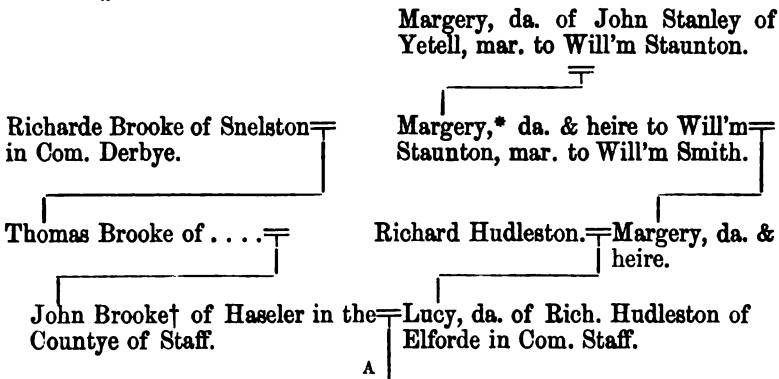 Margery, da. of John Stanley of
Yetell, mar. to Will'm Staunton.
Richarde Brooke of Snelston
in Com. Derbye.
Margery,* da. & heire to Will'm
Staunton, mar. to Will'm Smith.
Thomas Brooke of . . . .
Richard Hudleston.
Margery, da. &
heire.
John Brooke† of Haseler in the
Countye of Staff.
Lucy, da. of Rich. Hudleston of
Elforde in Com. Staff.
A